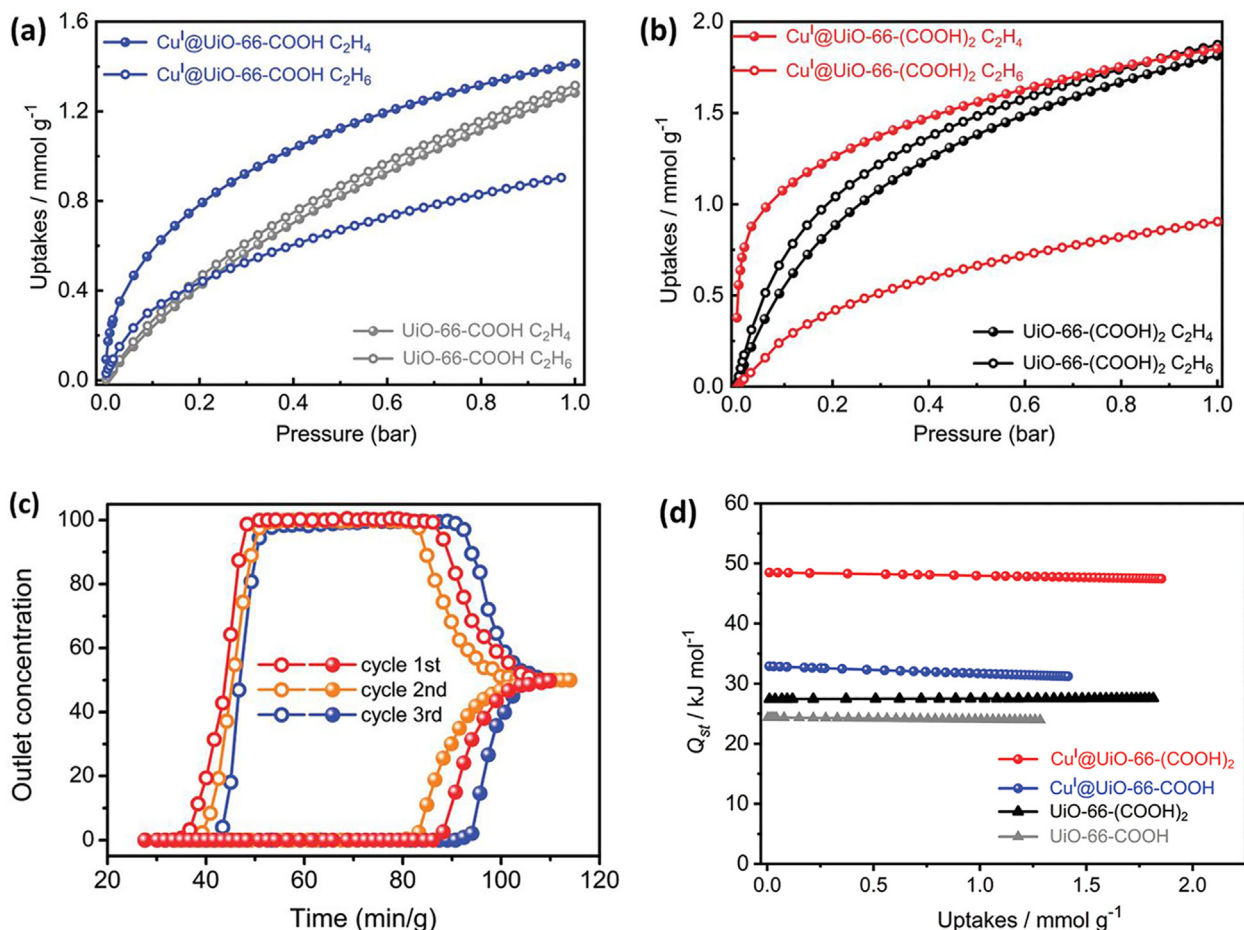 (a)
Cuᴵ@UiO-66-COOH C₂H₄
Cuᴵ@UiO-66-COOH C₂H₆
UiO-66-COOH C₂H₄
UiO-66-COOH C₂H₆
1.6
1.2
0.8
0.4
0.0
Uptakes / mmol g⁻¹
0.0 0.2 0.4 0.6 0.8 1.0
Pressure (bar)
(b)
Cuᴵ@UiO-66-(COOH)₂ C₂H₄
Cuᴵ@UiO-66-(COOH)₂ C₂H₆
UiO-66-(COOH)₂ C₂H₄
UiO-66-(COOH)₂ C₂H₆
2.0
1.5
1.0
0.5
0.0
Uptakes / mmol g⁻¹
0.0 0.2 0.4 0.6 0.8 1.0
Pressure (bar)
(c)
100
80
60
40
20
0
Outlet concentration
cycle 1st
cycle 2nd
cycle 3rd
20 40 60 80 100 120
Time (min/g)
(d)
60
50
40
30
20
10
0
Qst / kJ mol⁻¹
Cuᴵ@UiO-66-(COOH)₂
Cuᴵ@UiO-66-COOH
UiO-66-(COOH)₂
UiO-66-COOH
0.0 0.5 1.0 1.5 2.0
Uptakes / mmol g⁻¹